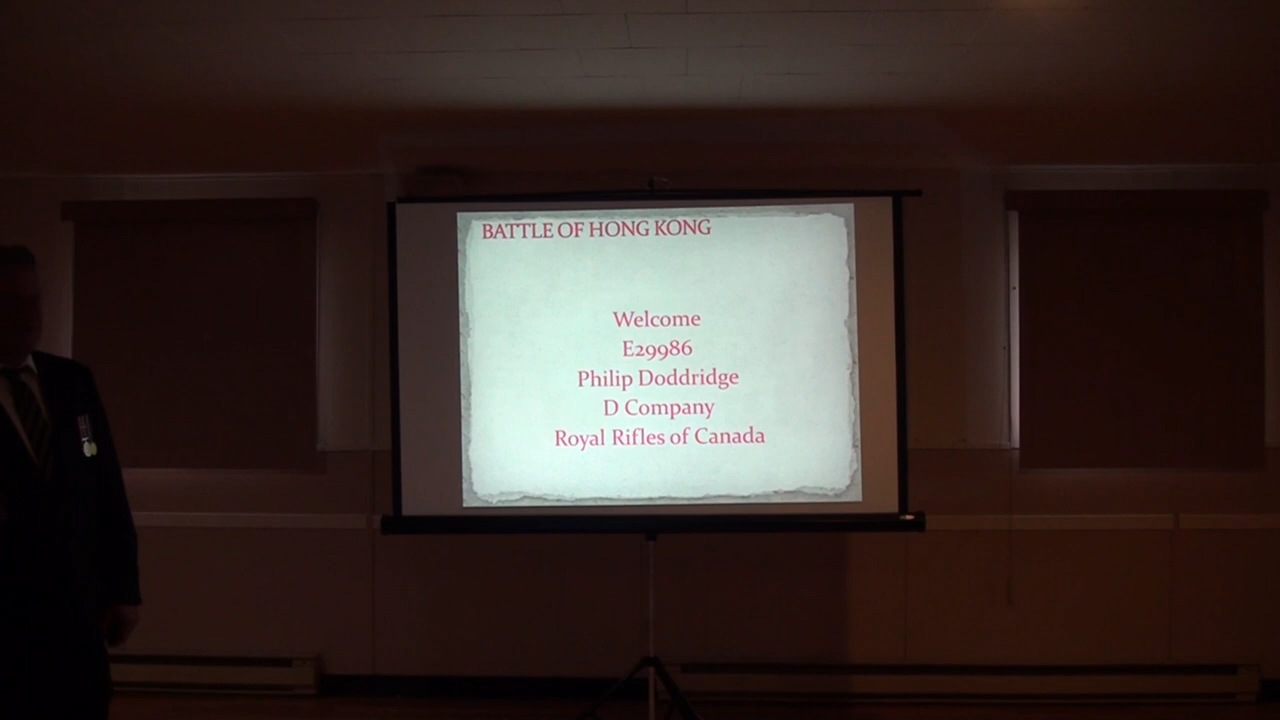 BATTLE OF HONG KONG
Welcome
E29986
Philip Doddridge
D Company
Royal Rifles of Canada